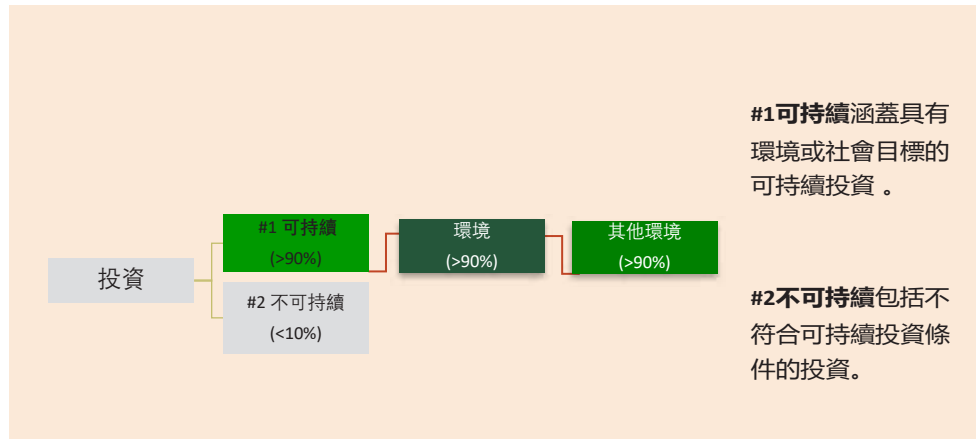 #1可持續涵蓋具有
環境或社會目標的
可持續投資 。
#1 可持續
(>90%)
環境
(>90%)
其他環境
(>90%)
投資
#2 不可持續
(<10%)
#2不可持續包括不
符合可持續投資條
件的投資。